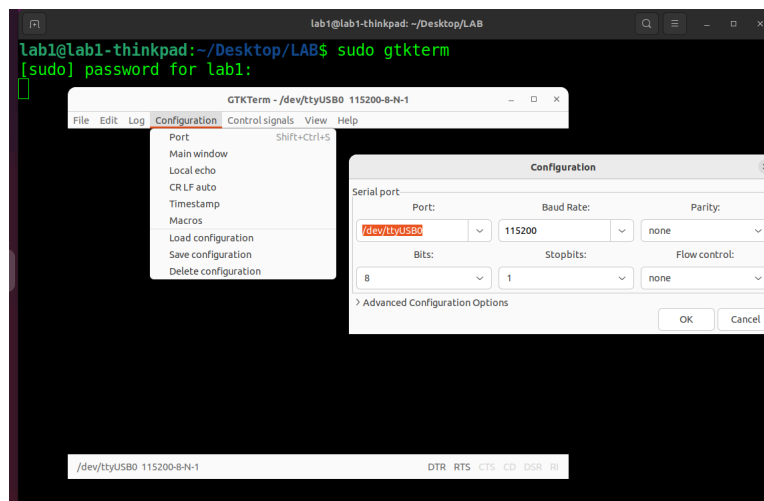 lab1@lab1-thinkpad: ~/Desktop/LAB
lab1@lab1-thinkpad:~/Desktop/LAB$ sudo gtkterm
[sudo] password for lab1:
GTKTerm - /dev/ttyUSB0 115200-8-N-1
File Edit Log Configuration Control signals View Help
Port Shift+Ctrl+S
Main window
Local echo
CR LF auto
Timestamp
Macros
Load configuration
Save configuration
Delete configuration
Configuration
Serial port
Port: Baud Rate: Parity:
/dev/ttyUSB0 115200 none
Bits: Stopbits: Flow control:
8 1 none
> Advanced Configuration Options
OK Cancel
/dev/ttyUSB0 115200-8-N-1 DTR RTS CTS CD DSR RI